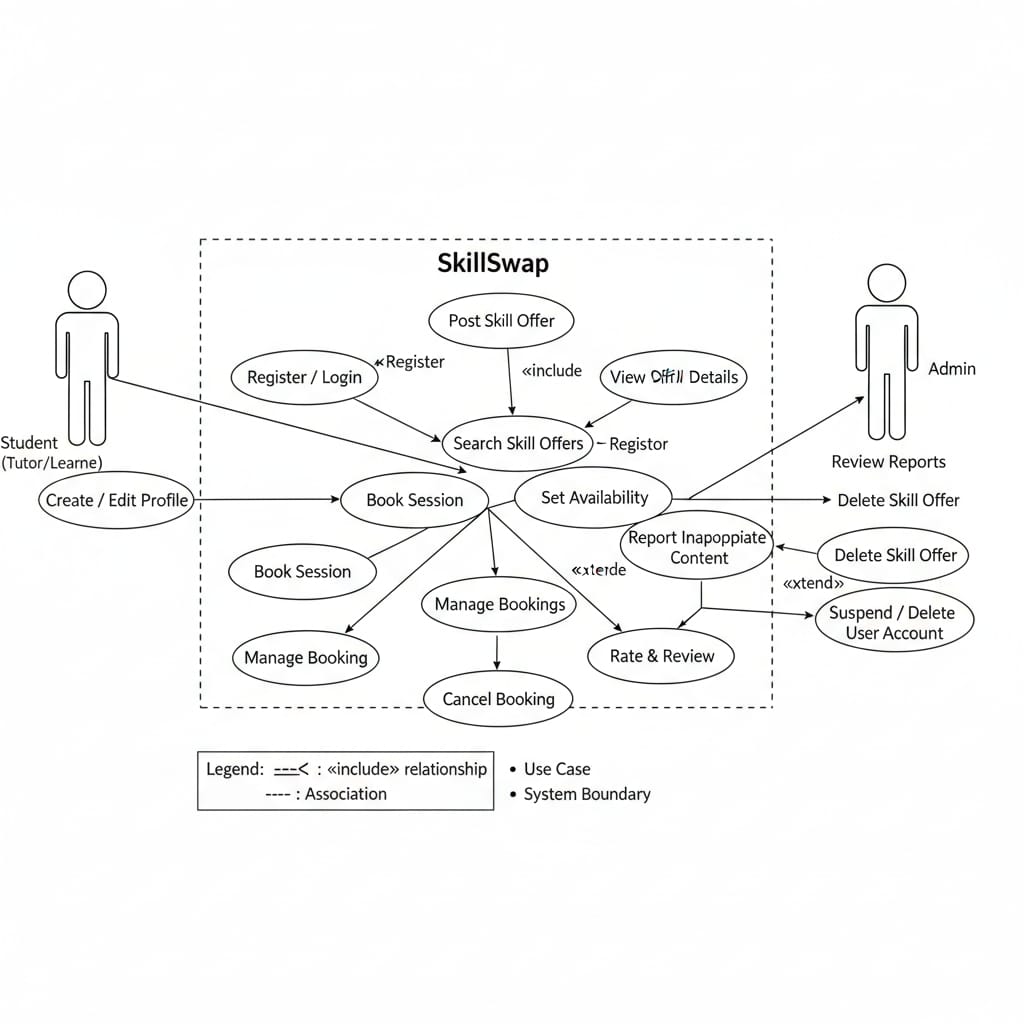 SkillSwap
Post Skill Offer
«Register
«include
Register / Login
View Details
Admin
Student
(Tutor/Learne)
Search Skill Offers
Registor
Review Reports
Create / Edit Profile
Book Session
Set Availability
Delete Skill Offer
Report Inapoppiate
Content
Delete Skill Offer
Book Session
«xtend»
Manage Bookings
Suspend / Delete
User Account
Manage Booking
Rate & Review
Cancel Booking
Legend: ---< : «include» relationship
---- : Association
• Use Case
• System Boundary